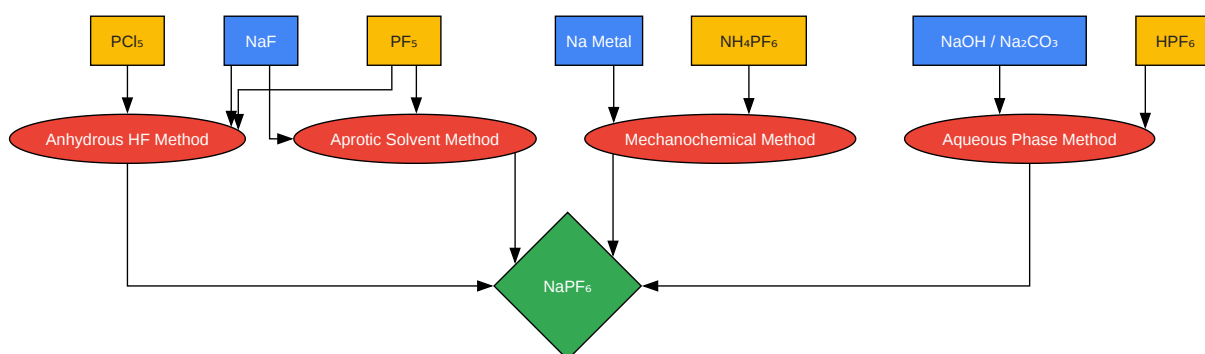 PCl₅
NaF
PF₅
Na Metal
NH₄PF₆
NaOH / Na₂CO₃
HPF₆
Anhydrous HF Method
Aprotic Solvent Method
Mechanochemical Method
Aqueous Phase Method
NaPF₆